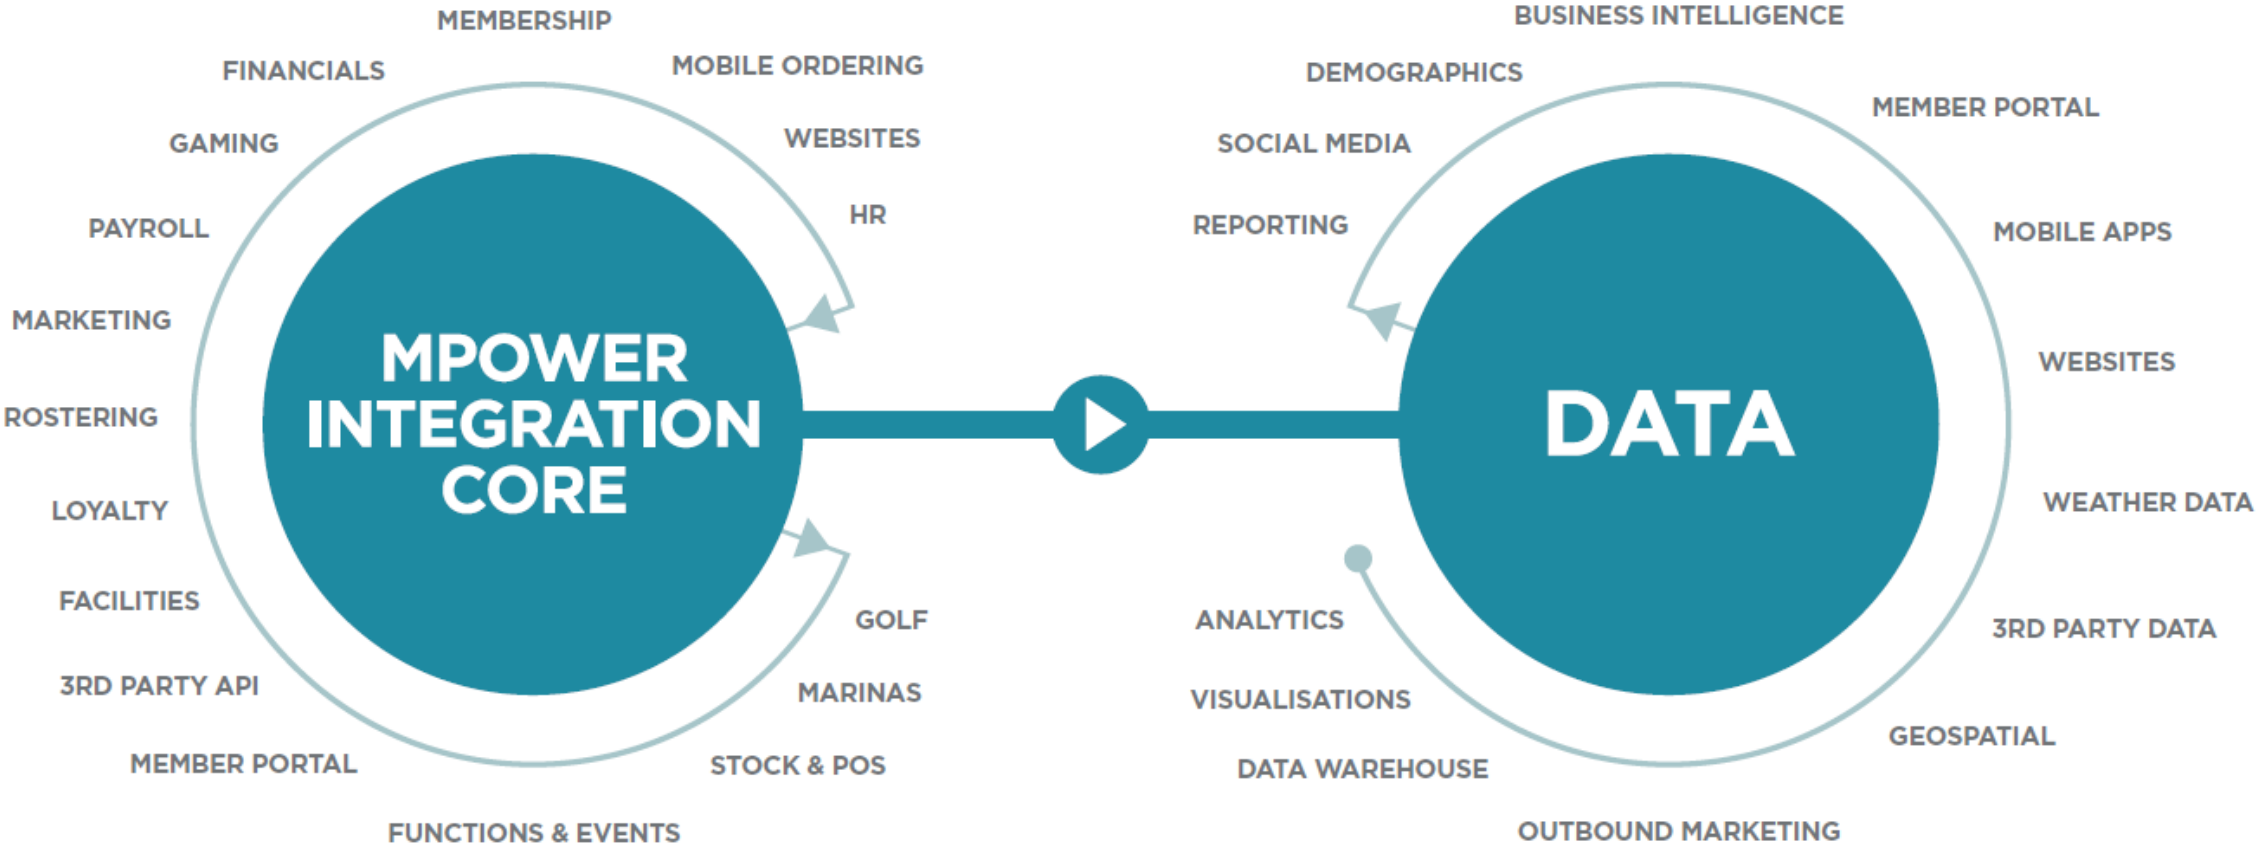 MEMBERSHIP
FINANCIALS
MOBILE ORDERING
GAMING
WEBSITES
PAYROLL
HR
MARKETING
ROSTERING
LOYALTY
FACILITIES
3RD PARTY API
MEMBER PORTAL
FUNCTIONS & EVENTS
STOCK & POS
MARINAS
GOLF
MPOWER
INTEGRATION
CORE
BUSINESS INTELLIGENCE
DEMOGRAPHICS
SOCIAL MEDIA
REPORTING
MEMBER PORTAL
MOBILE APPS
WEBSITES
WEATHER DATA
3RD PARTY DATA
GEOSPATIAL
OUTBOUND MARKETING
DATA WAREHOUSE
VISUALISATIONS
ANALYTICS
DATA